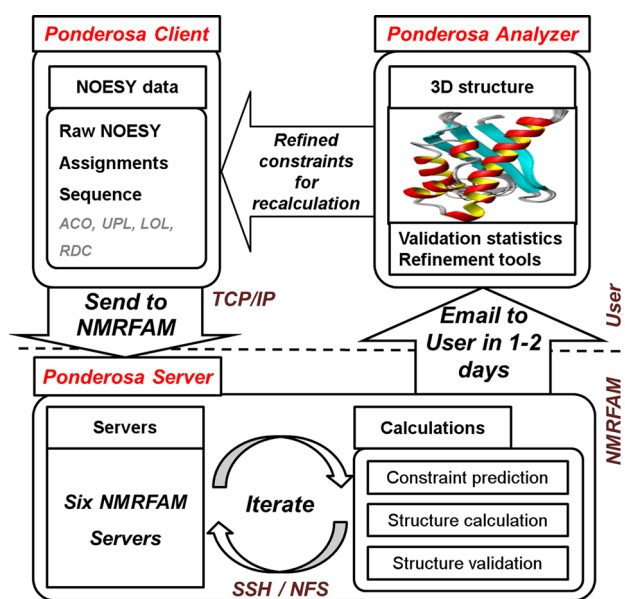 Ponderosa Client
NOESY data
Raw NOESY
Assignments
Sequence
ACO, UPL, LOL,
RDC
Refined
constraints
for
recalculation
Ponderosa Analyzer
3D structure
Validation statistics
Refinement tools
Send to
NMRFAM
TCP/IP
Email to
User in 1-2
days
User
NMRFAM
Ponderosa Server
Servers
Six NMRFAM
Servers
Iterate
SSH / NFS
Calculations
Constraint prediction
Structure calculation
Structure validation